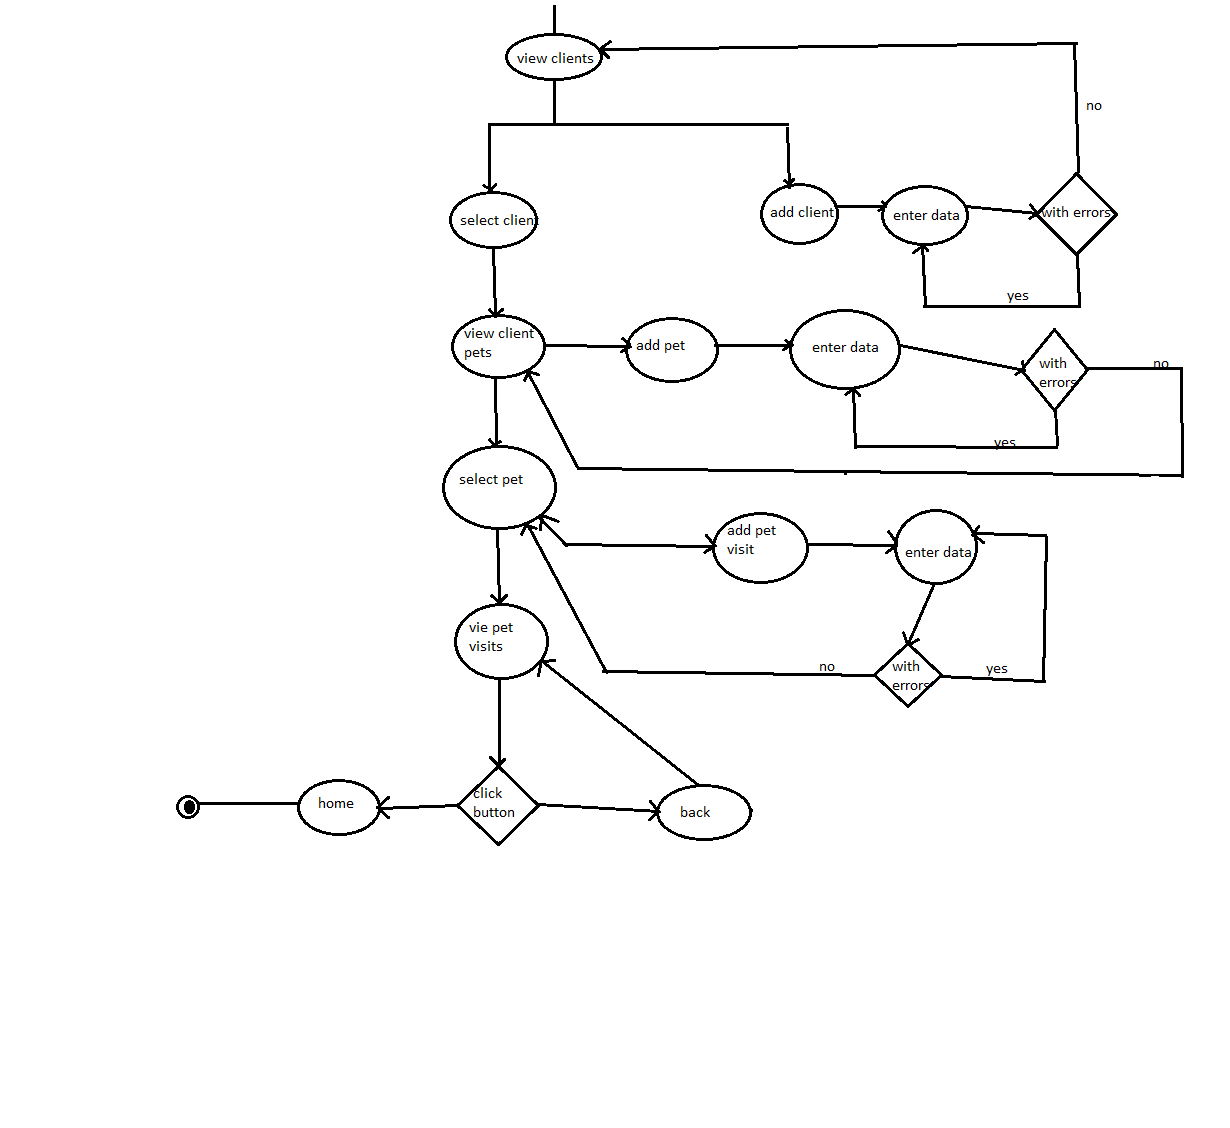 view clients
no
select client
add client
enter data
with errors
yes
view client
pets
add pet
enter data
with
errors
no
yes
select pet
add pet
visit
enter data
vie pet
visits
no
with
errors
yes
click
button
home
back